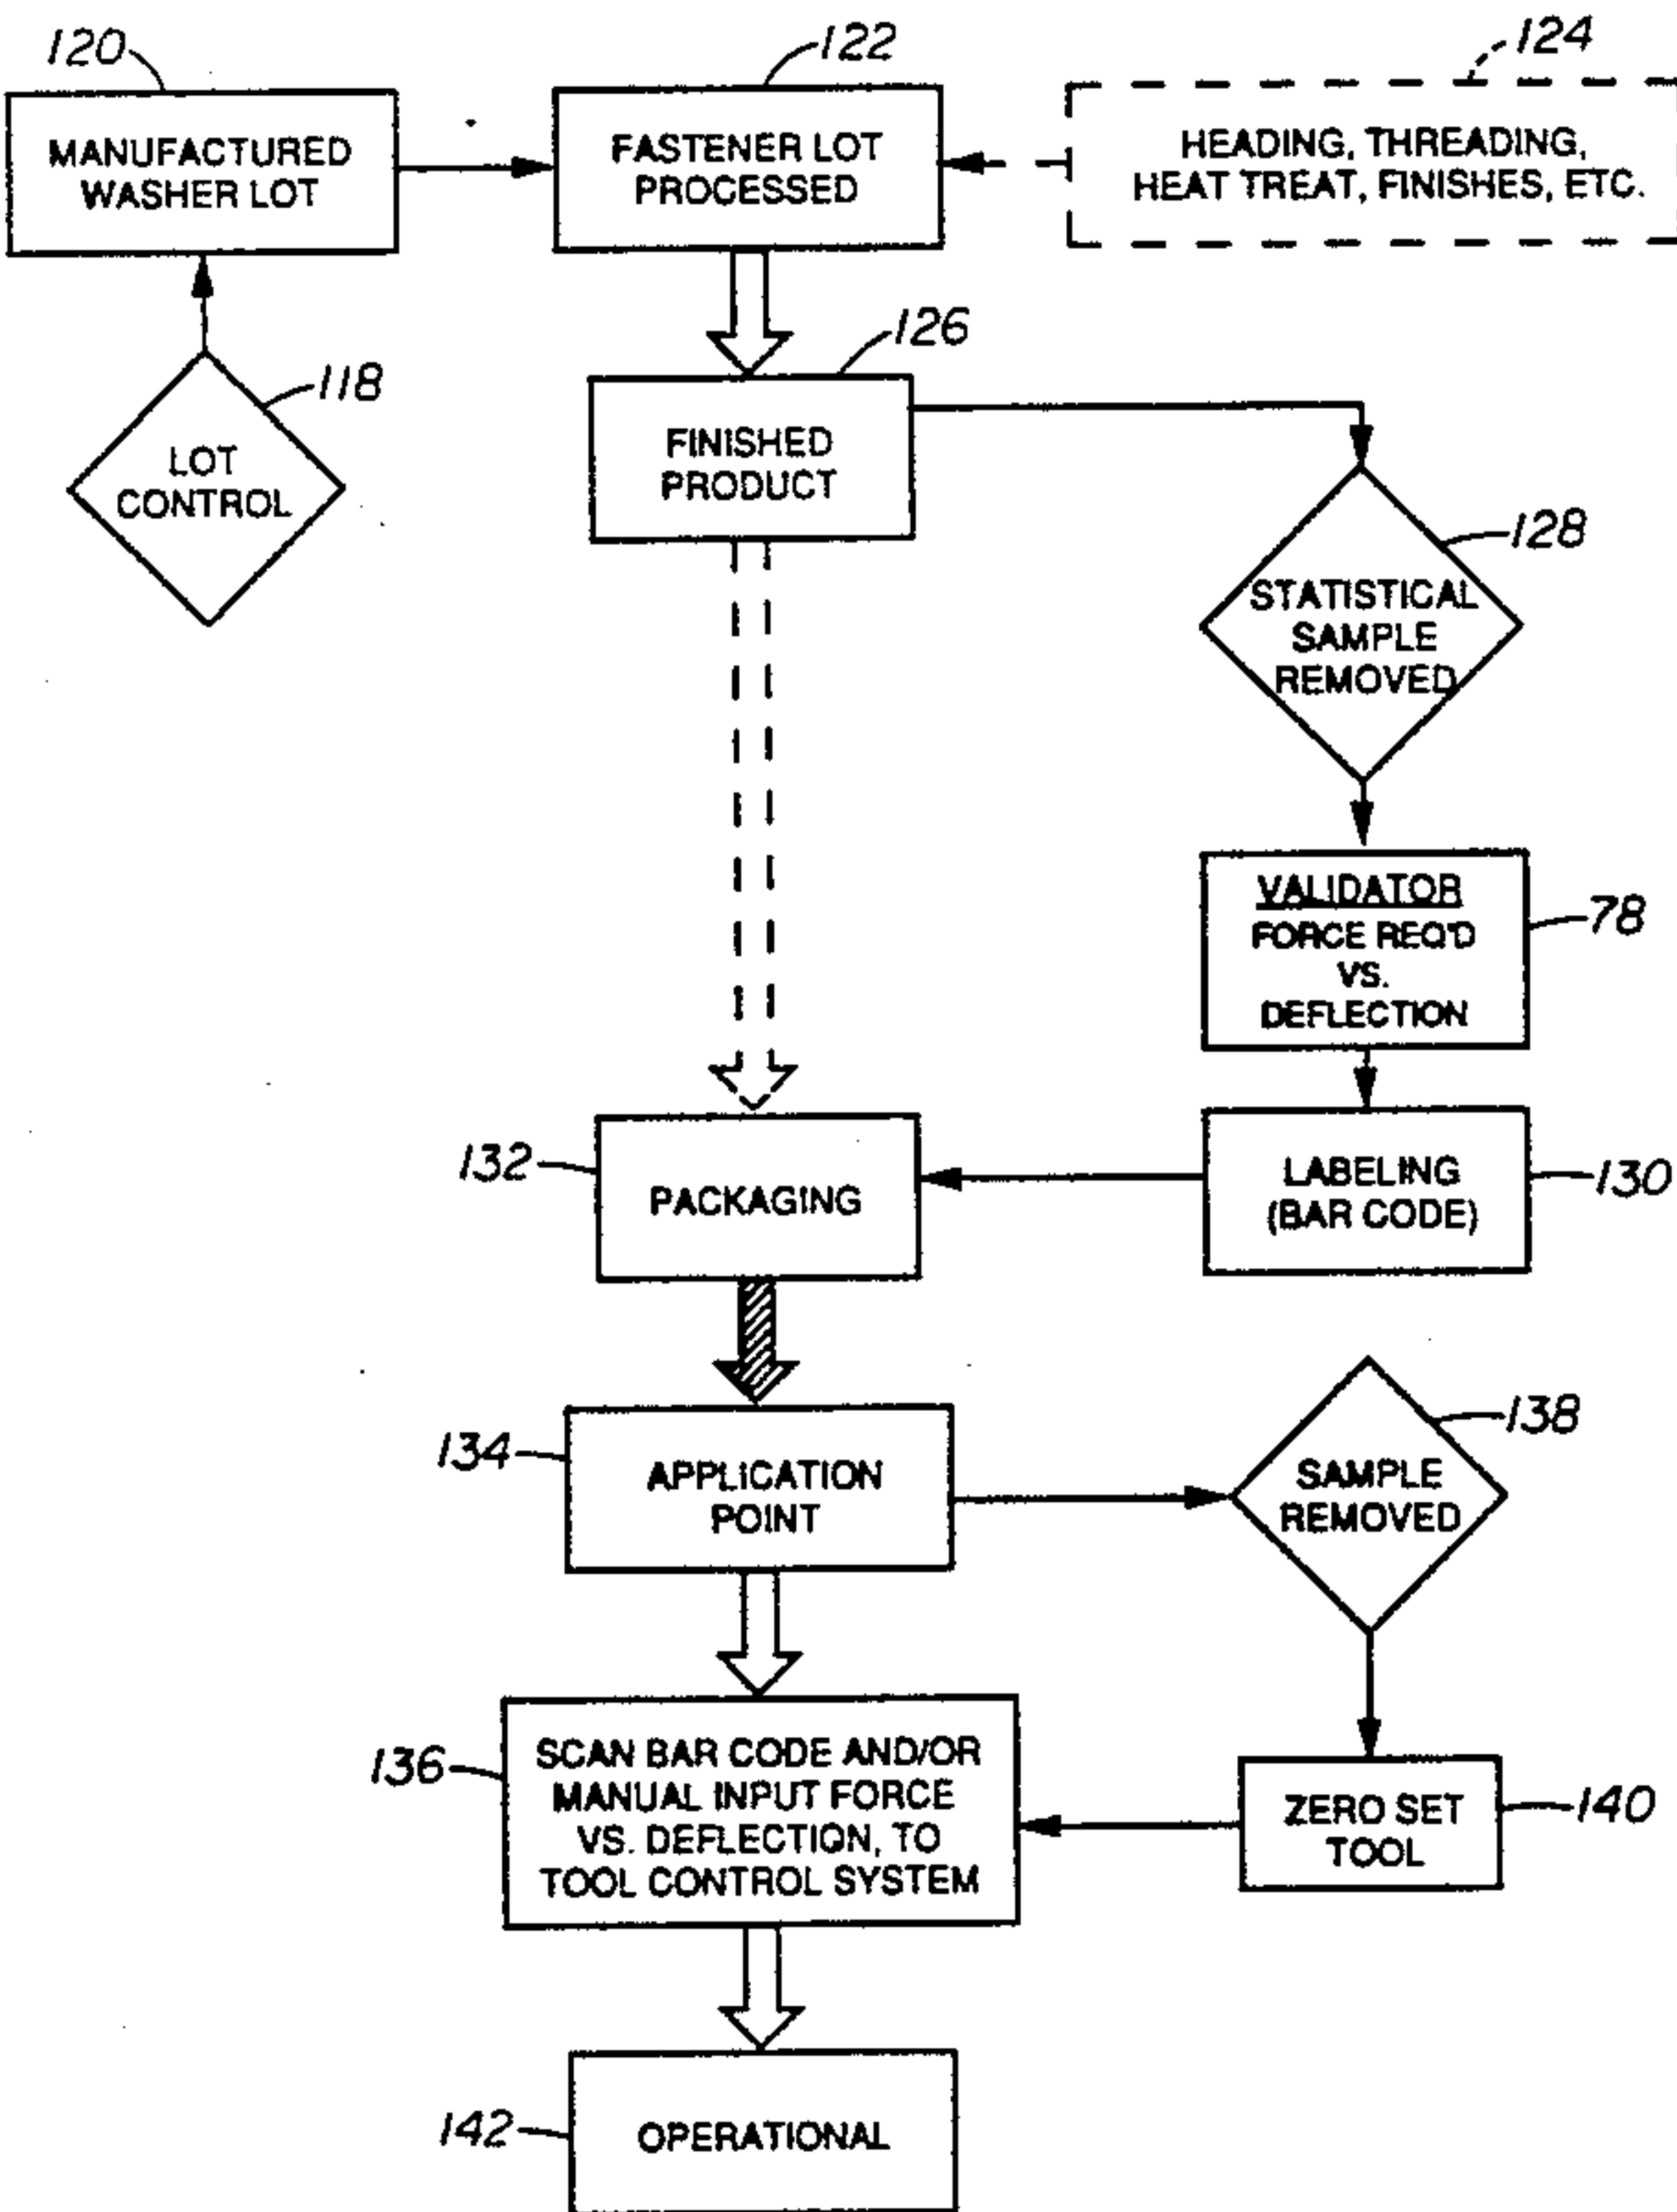 120
122
124
MANUFACTURED
WASHER LOT
FASTENER LOT
PROCESSED
HEADING, THREADING,
HEAT TREAT, FINISHES, ETC.
118
LOT
CONTROL
126
FINISHED
PRODUCT
128
STATISTICAL
SAMPLE
REMOVED
VALIDATOR
FORCE REQ'D
VS.
DEFLECTION
78
132
PACKAGING
LABELING
(BAR CODE)
130
134
APPLICATION
POINT
138
SAMPLE
REMOVED
136
SCAN BAR CODE AND/OR
MANUAL INPUT FORCE
VS. DEFLECTION, TO
TOOL CONTROL SYSTEM
ZERO SET
TOOL
140
142
OPERATIONAL